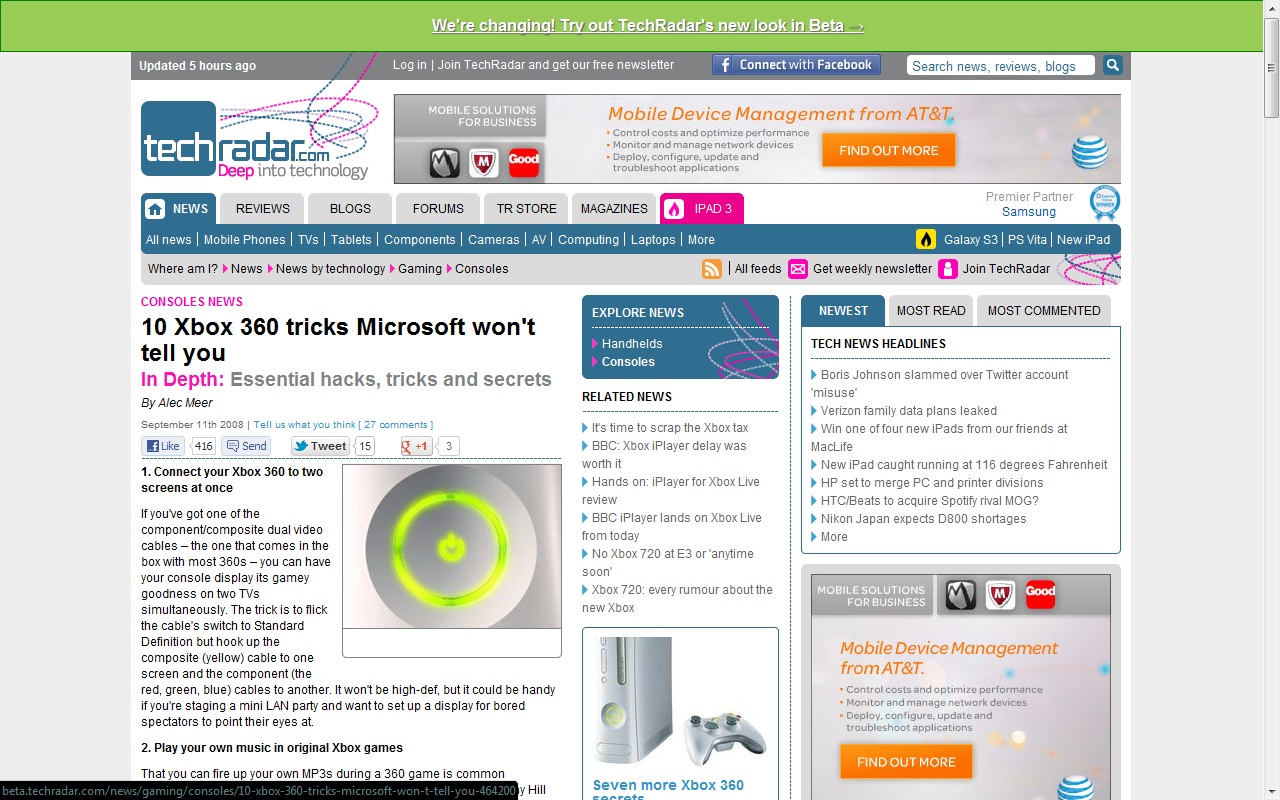 We're changing! Try out TechRadar's new look in Beta →
Updated 5 hours ago
Log in | Join TechRadar and get our free newsletter
Connect with Facebook
Search news, reviews, blogs
techradar.com
Deep into technology
MOBILE SOLUTIONS
FOR BUSINESS
Good
Mobile Device Management from AT&T.
• Control costs and optimize performance
• Monitor and manage network devices
• Deploy, configure, update and
troubleshoot applications
FIND OUT MORE
Premier Partner
Samsung
WINNER
NEWS
REVIEWS
BLOGS
FORUMS
TR STORE
MAGAZINES
IPAD 3
All news | Mobile Phones | TVs | Tablets | Components | Cameras | AV | Computing | Laptops | More
Galaxy S3 | PS Vita | New iPad
Where am I? News News by technology Gaming Consoles
| All feeds
Get weekly newsletter
Join TechRadar
CONSOLES NEWS
10 Xbox 360 tricks Microsoft won't
tell you
In Depth: Essential hacks, tricks and secrets
By Alec Meer
September 11th 2008 | Tell us what you think [ 27 comments ]
Like 416 Send Tweet 15 +1 3
1. Connect your Xbox 360 to two
screens at once
If you've got one of the
component/composite dual video
cables – the one that comes in the
box with most 360s – you can have
your console display its gamey
goodness on two TVs
simultaneously. The trick is to flick
the cable's switch to Standard
Definition but hook up the
composite (yellow) cable to one
screen and the component (the
red, green, blue) cables to another. It won't be high-def, but it could be handy
if you're staging a mini LAN party and want to set up a display for bored
spectators to point their eyes at.
2. Play your own music in original Xbox games
That you can fire up your own MP3s during a 360 game is common
Hill
EXPLORE NEWS
Handhelds
Consoles
RELATED NEWS
It's time to scrap the Xbox tax
BBC: Xbox iPlayer delay was
worth it
Hands on: iPlayer for Xbox Live
review
BBC iPlayer lands on Xbox Live
from today
No Xbox 720 at E3 or 'anytime
soon'
Xbox 720: every rumour about the
new Xbox
Seven more Xbox 360
secrets
NEWEST
MOST READ
MOST COMMENTED
TECH NEWS HEADLINES
Boris Johnson slammed over Twitter account
'misuse'
Verizon family data plans leaked
Win one of four new iPads from our friends at
MacLife
New iPad caught running at 116 degrees Fahrenheit
HP set to merge PC and printer divisions
HTC/Beats to acquire Spotify rival MOG?
Nikon Japan expects D800 shortages
More
MOBILE SOLUTIONS
FOR BUSINESS
Good
Mobile Device Management
from AT&T.
• Control costs and optimize performance
• Monitor and manage network devices
• Deploy, configure, update and
troubleshoot applications
FIND OUT MORE
beta.techradar.com/news/gaming/consoles/10-xbox-360-tricks-microsoft-won-t-tell-you-464200